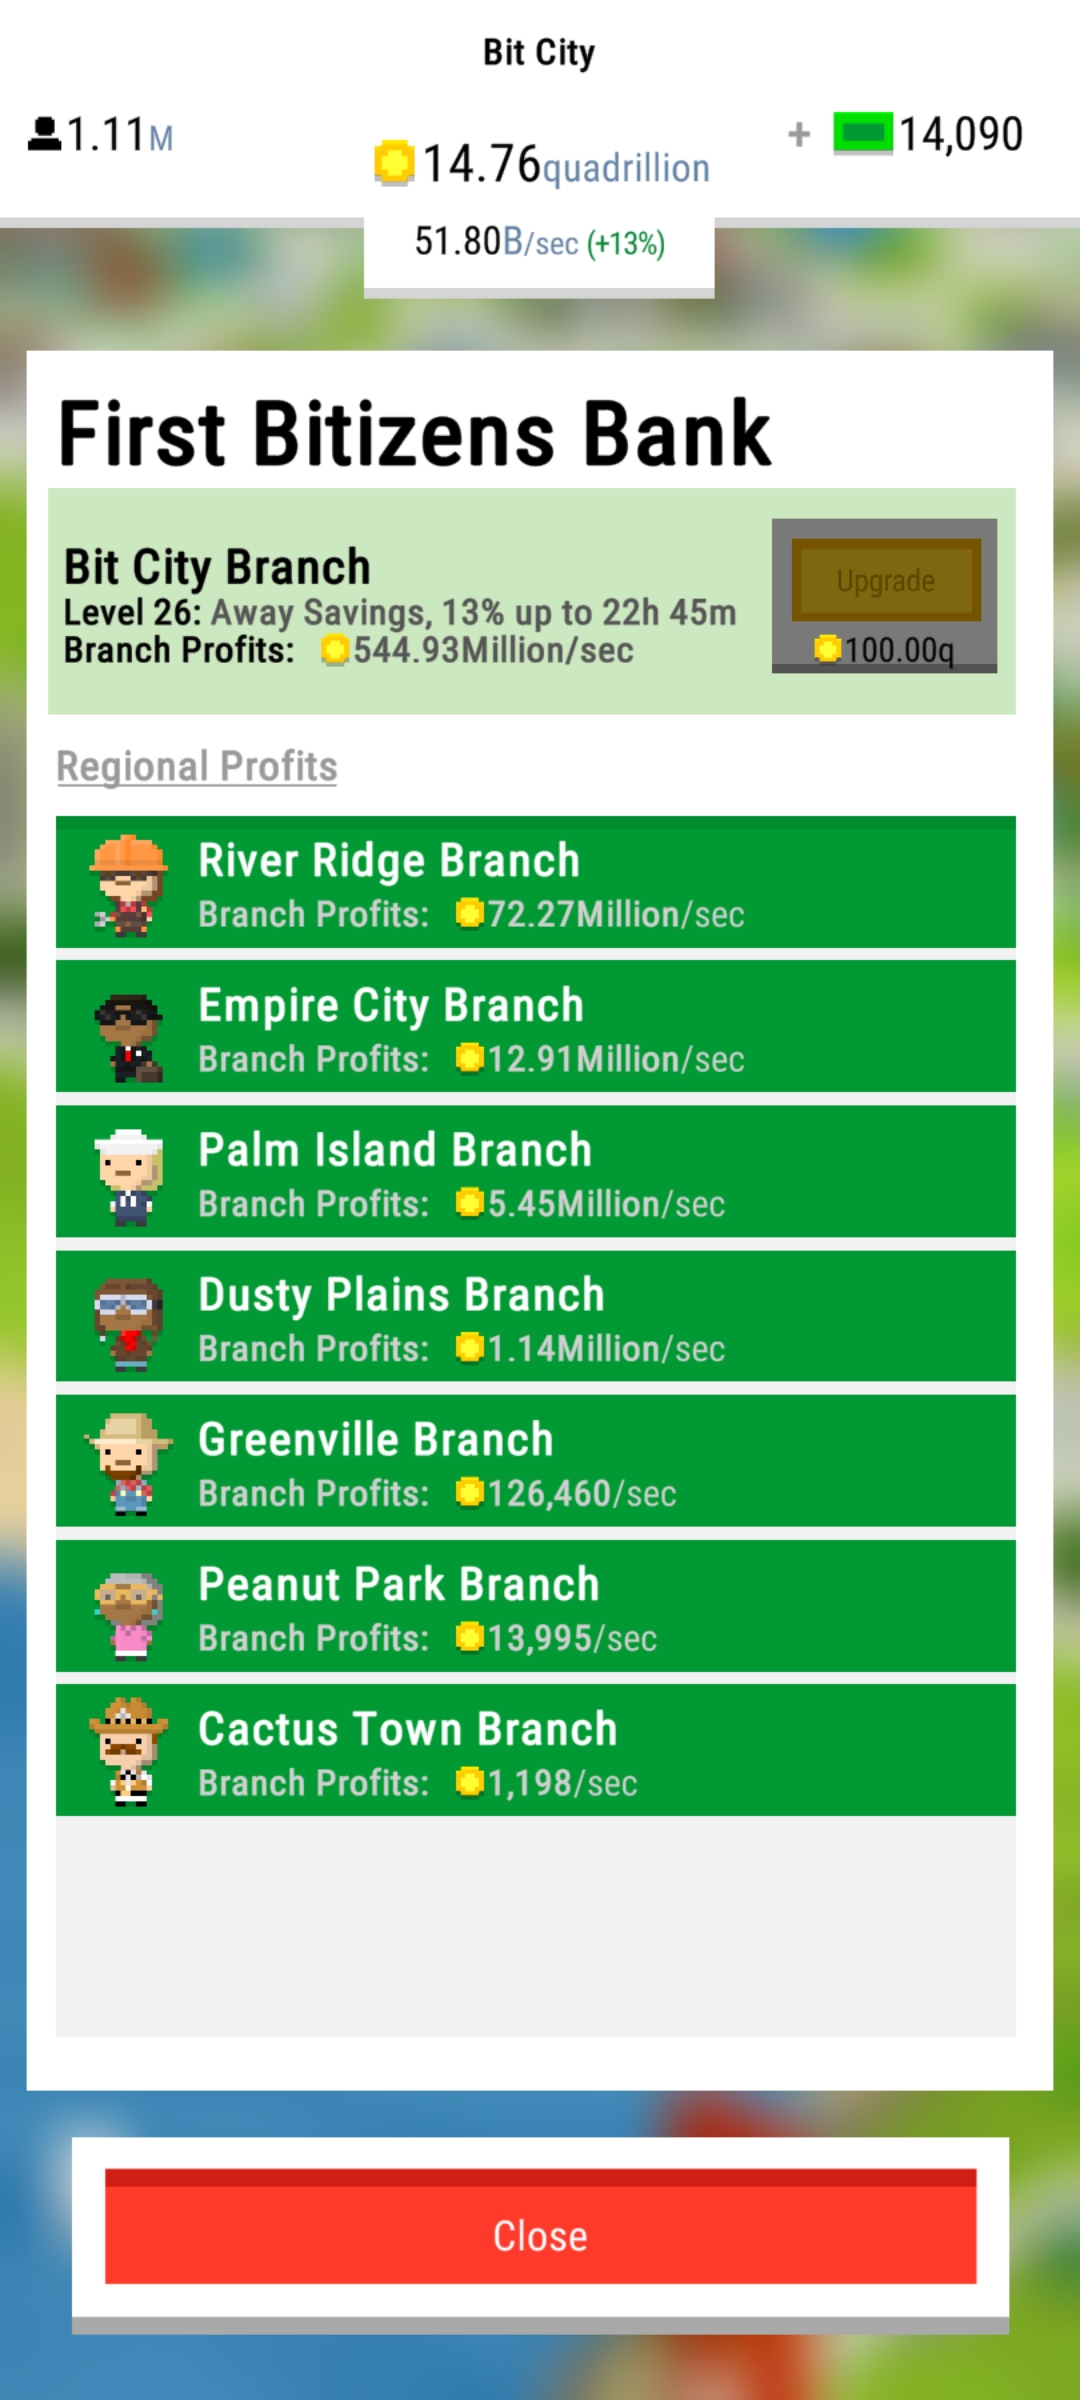 Bit City
1.11M
14.76quadrillion
+ 14,090
51.80B/sec (+13%)
First Bitizens Bank
Bit City Branch
Level 26: Away Savings, 13% up to 22h 45m
Branch Profits: 544.93Million/sec
Upgrade
100.00q
Regional Profits
River Ridge Branch
Branch Profits: 72.27Million/sec
Empire City Branch
Branch Profits: 12.91Million/sec
Palm Island Branch
Branch Profits: 5.45Million/sec
Dusty Plains Branch
Branch Profits: 1.14Million/sec
Greenville Branch
Branch Profits: 126,460/sec
Peanut Park Branch
Branch Profits: 13,995/sec
Cactus Town Branch
Branch Profits: 1,198/sec
Close